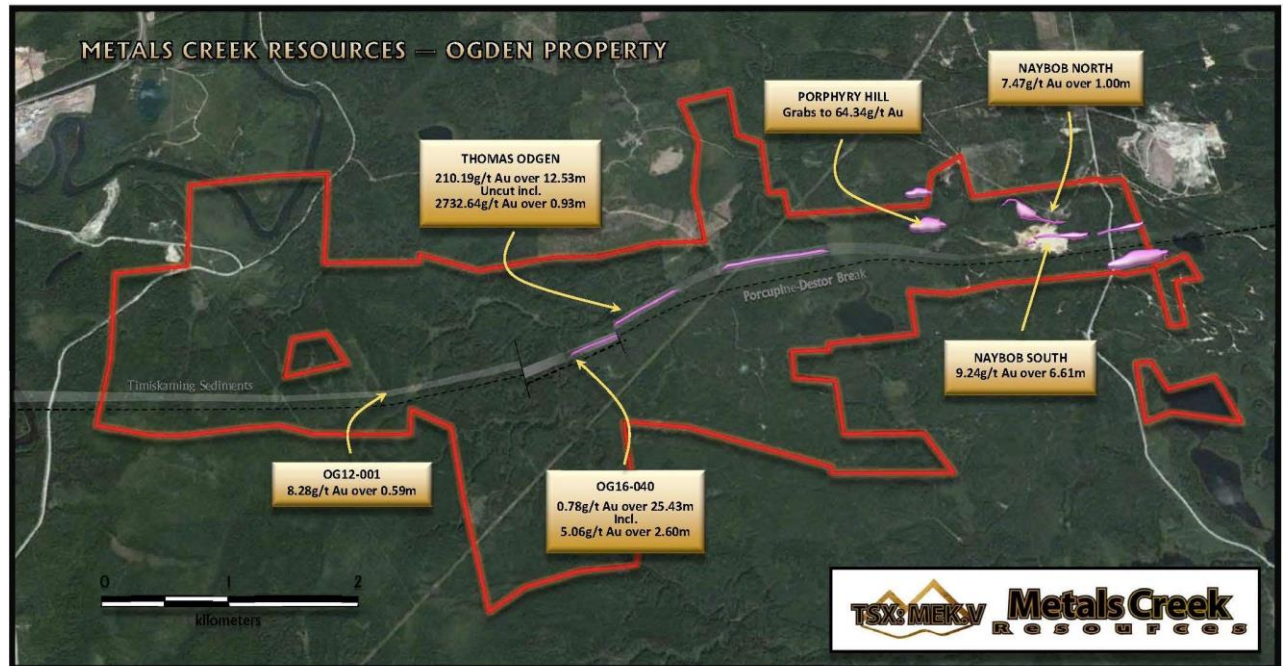 METALS CREEK RESOURCES — OGDEN PROPERTY
NAYBOB NORTH
7.47g/t Au over 1.00m
PORPHYRY HILL
Grabs to 64.34g/t Au
THOMAS ODGEN
210.19g/t Au over 12.53m
Uncut incl.
2732.64g/t Au over 0.93m
Porcupine-Destor Break
NAYBOB SOUTH
9.24g/t Au over 6.61m
Timiskaming Sediments
OG12-001
8.28g/t Au over 0.59m
OG16-040
0.78g/t Au over 25.43m
Incl.
5.06g/t Au over 2.60m
0 1 2
kilometers
TSX: MEK.V
Metals Creek
Resources